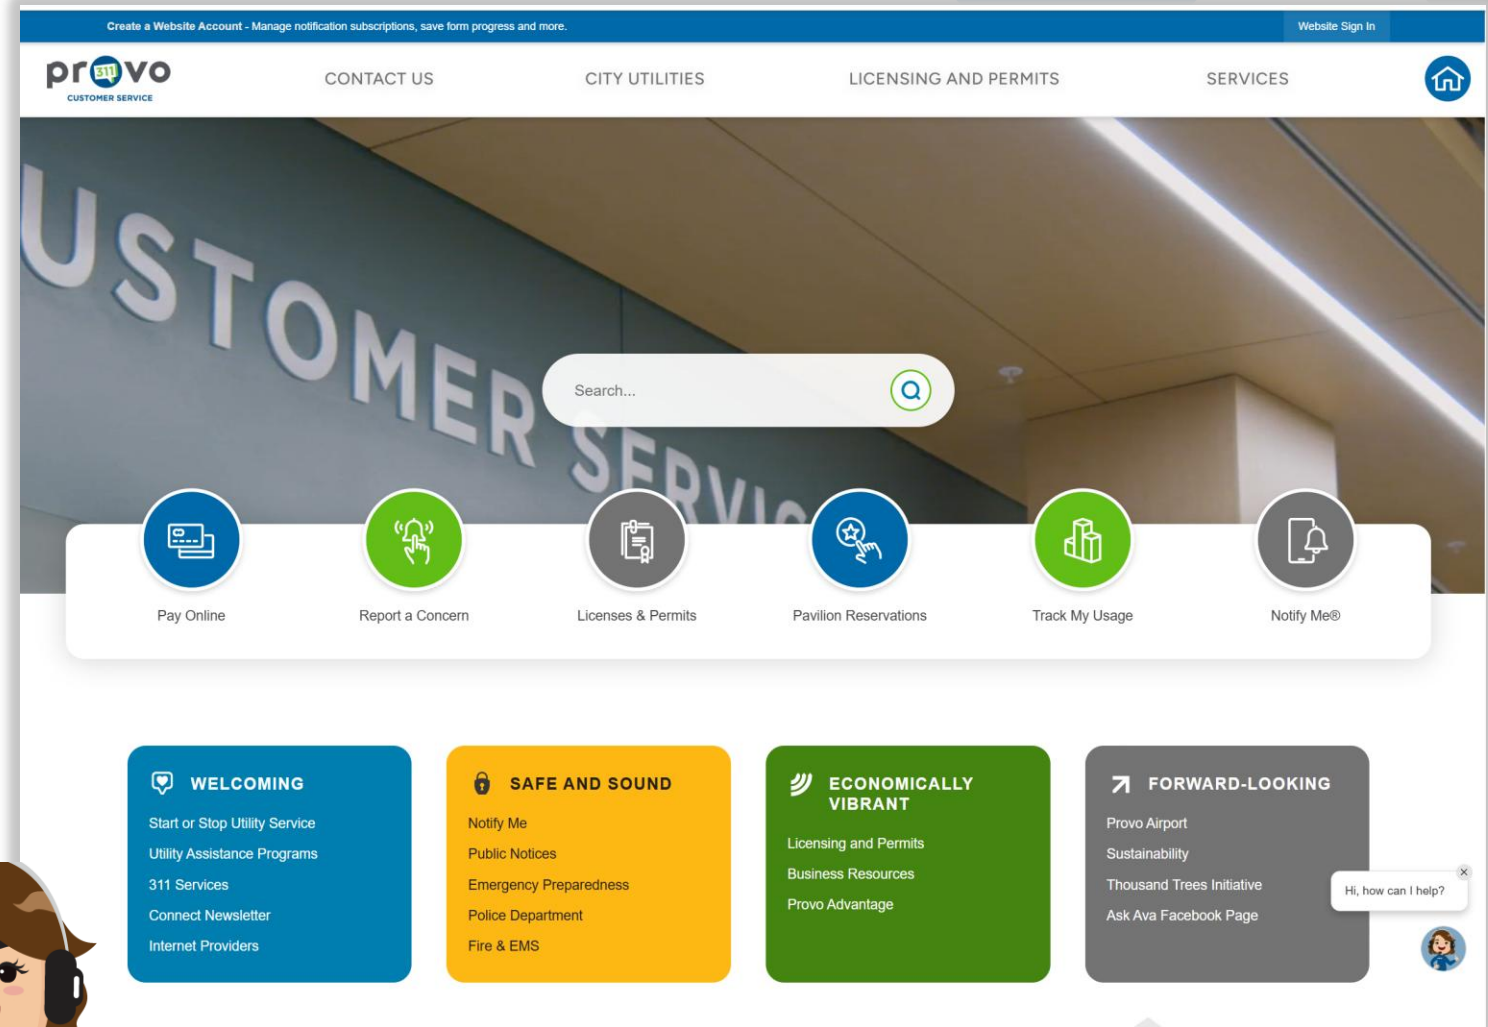 Create a Website Account - Manage notification subscriptions, save form progress and more.
Website Sign In
provo
311
CUSTOMER SERVICE
CONTACT US
CITY UTILITIES
LICENSING AND PERMITS
SERVICES
USTOMER SERVIC
Search...
Pay Online
Report a Concern
Licenses & Permits
Pavilion Reservations
Track My Usage
Notify Me®
WELCOMING
Start or Stop Utility Service
Utility Assistance Programs
311 Services
Connect Newsletter
Internet Providers
SAFE AND SOUND
Notify Me
Public Notices
Emergency Preparedness
Police Department
Fire & EMS
ECONOMICALLY
VIBRANT
Licensing and Permits
Business Resources
Provo Advantage
FORWARD-LOOKING
Provo Airport
Sustainability
Thousand Trees Initiative
Ask Ava Facebook Page
Hi, how can I help?